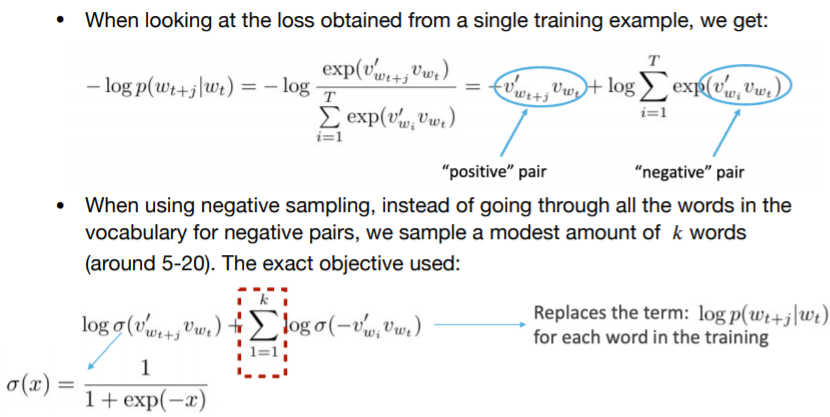 • When looking at the loss obtained from a single training example, we get:
− log p(w_{t+j}|w_t) = − log \frac{exp(v'_{w_{t+j}} v_{w_t})}{\sum_{i=1}^{T} exp(v'_{w_i} v_{w_t})} = −v'_{w_{t+j}} v_{w_t} + log \sum_{i=1}^{T} exp(v'_{w_i} v_{w_t})
“positive” pair “negative” pair
• When using negative sampling, instead of going through all the words in the
vocabulary for negative pairs, we sample a modest amount of k words
(around 5-20). The exact objective used:
log σ(v'_{w_{t+j}} v_{w_t}) + \sum_{1=1}^{k} log σ(−v'_{w_i} v_{w_t})
Replaces the term: log p(w_{t+j}|w_t)
for each word in the training
σ(x) = \frac{1}{1 + exp(−x)}